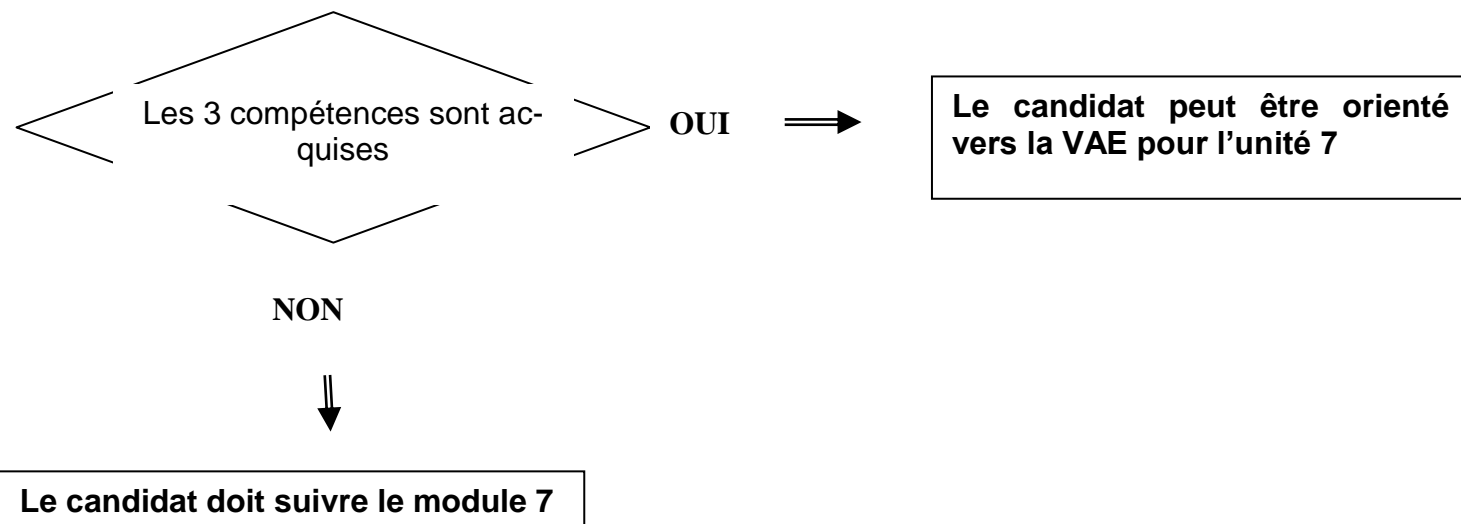 Les 3 compétences sont ac-
quises
OUI
Le candidat peut être orienté
vers la VAE pour l’unité 7
NON
Le candidat doit suivre le module 7